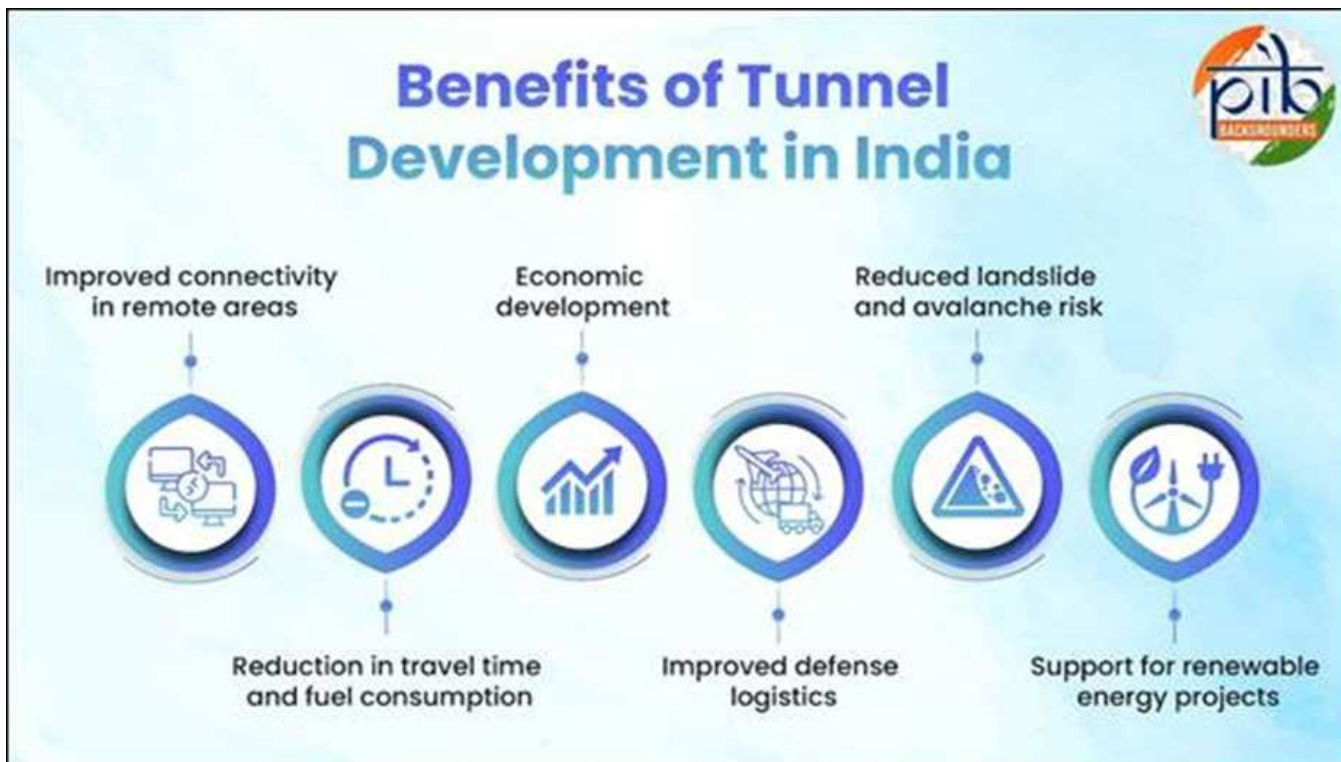 Benefits of Tunnel
Development in India
pib
BACKGROUNDERS
Improved connectivity
in remote areas
Reduction in travel time
and fuel consumption
Economic
development
Improved defense
logistics
Reduced landslide
and avalanche risk
Support for renewable
energy projects